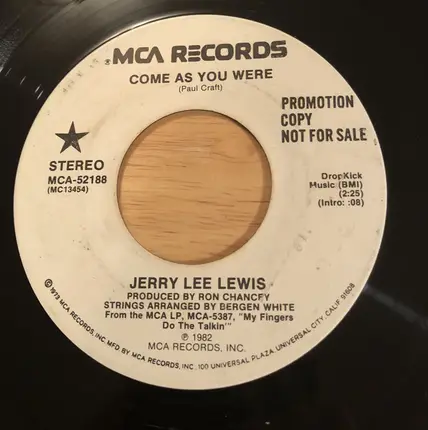 ®MCA RECORDS
COME AS YOU WERE
(Paul Craft)
PROMOTION
COPY
NOT FOR SALE
STEREO
MCA-52188
(MC13454)
DropKick
Music (BMI)
(2:25)
(Intro: :08)
JERRY LEE LEWIS
PRODUCED BY RON CHANCEY
STRINGS ARRANGED BY BERGEN WHITE
From the MCA LP, MCA-5387, "My Fingers
Do The Talkin'"
℗ 1982
MCA RECORDS, INC.
©1979 MCA RECORDS, INC. MFG BY MCA RECORDS, INC. 100 UNIVERSAL PLAZA, UNIVERSAL CITY, CALIF. 91608